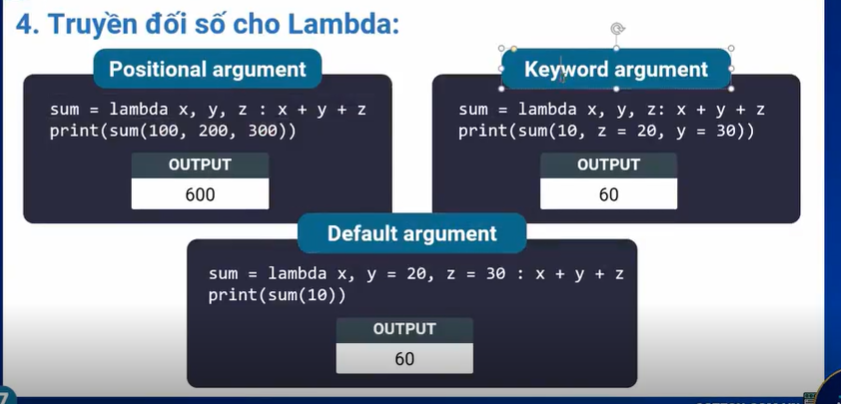 4. Truyền đối số cho Lambda:
Positional argument
sum = lambda x, y, z : x + y + z
print(sum(100, 200, 300))
OUTPUT
600
Keyword argument
sum = lambda x, y, z: x + y + z
print(sum(10, z = 20, y = 30))
OUTPUT
60
Default argument
sum = lambda x, y = 20, z = 30 : x + y + z
print(sum(10))
OUTPUT
60
7